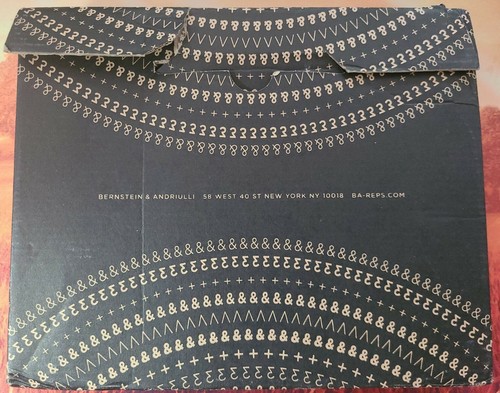 BERNSTEIN & ANDRIULLI 58 WEST 40 ST NEW YORK NY 10018 BA-REPS.COM